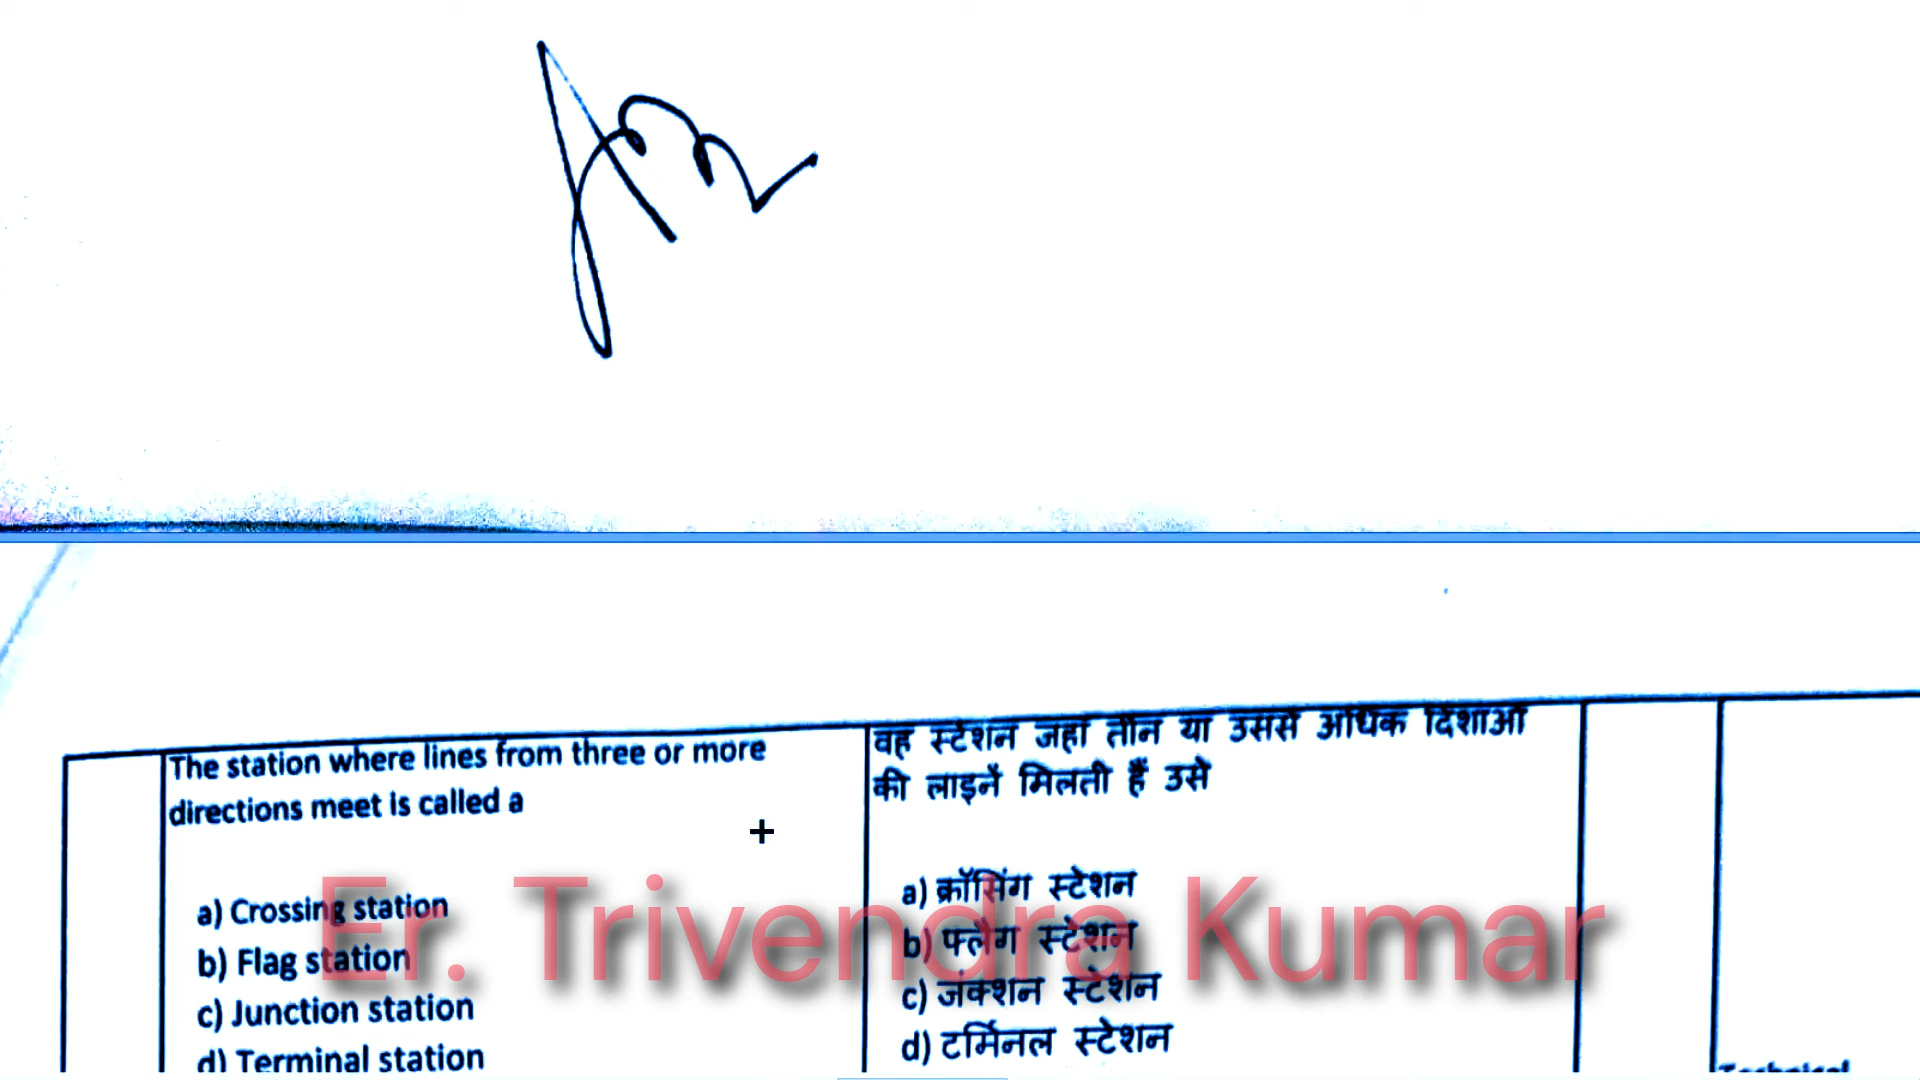 The station where lines from three or more
directions meet is called a
a) Crossing station
b) Flag station
c) Junction station
d) Terminal station
वह स्टेशन जहां तीन या उससे अधिक दिशाओं
की लाइनें मिलती हैं उसे
a) क्रॉसिंग स्टेशन
b) फ्लैग स्टेशन
c) जंक्शन स्टेशन
d) टर्मिनल स्टेशन
Technical
Er. Trivendra Kumar